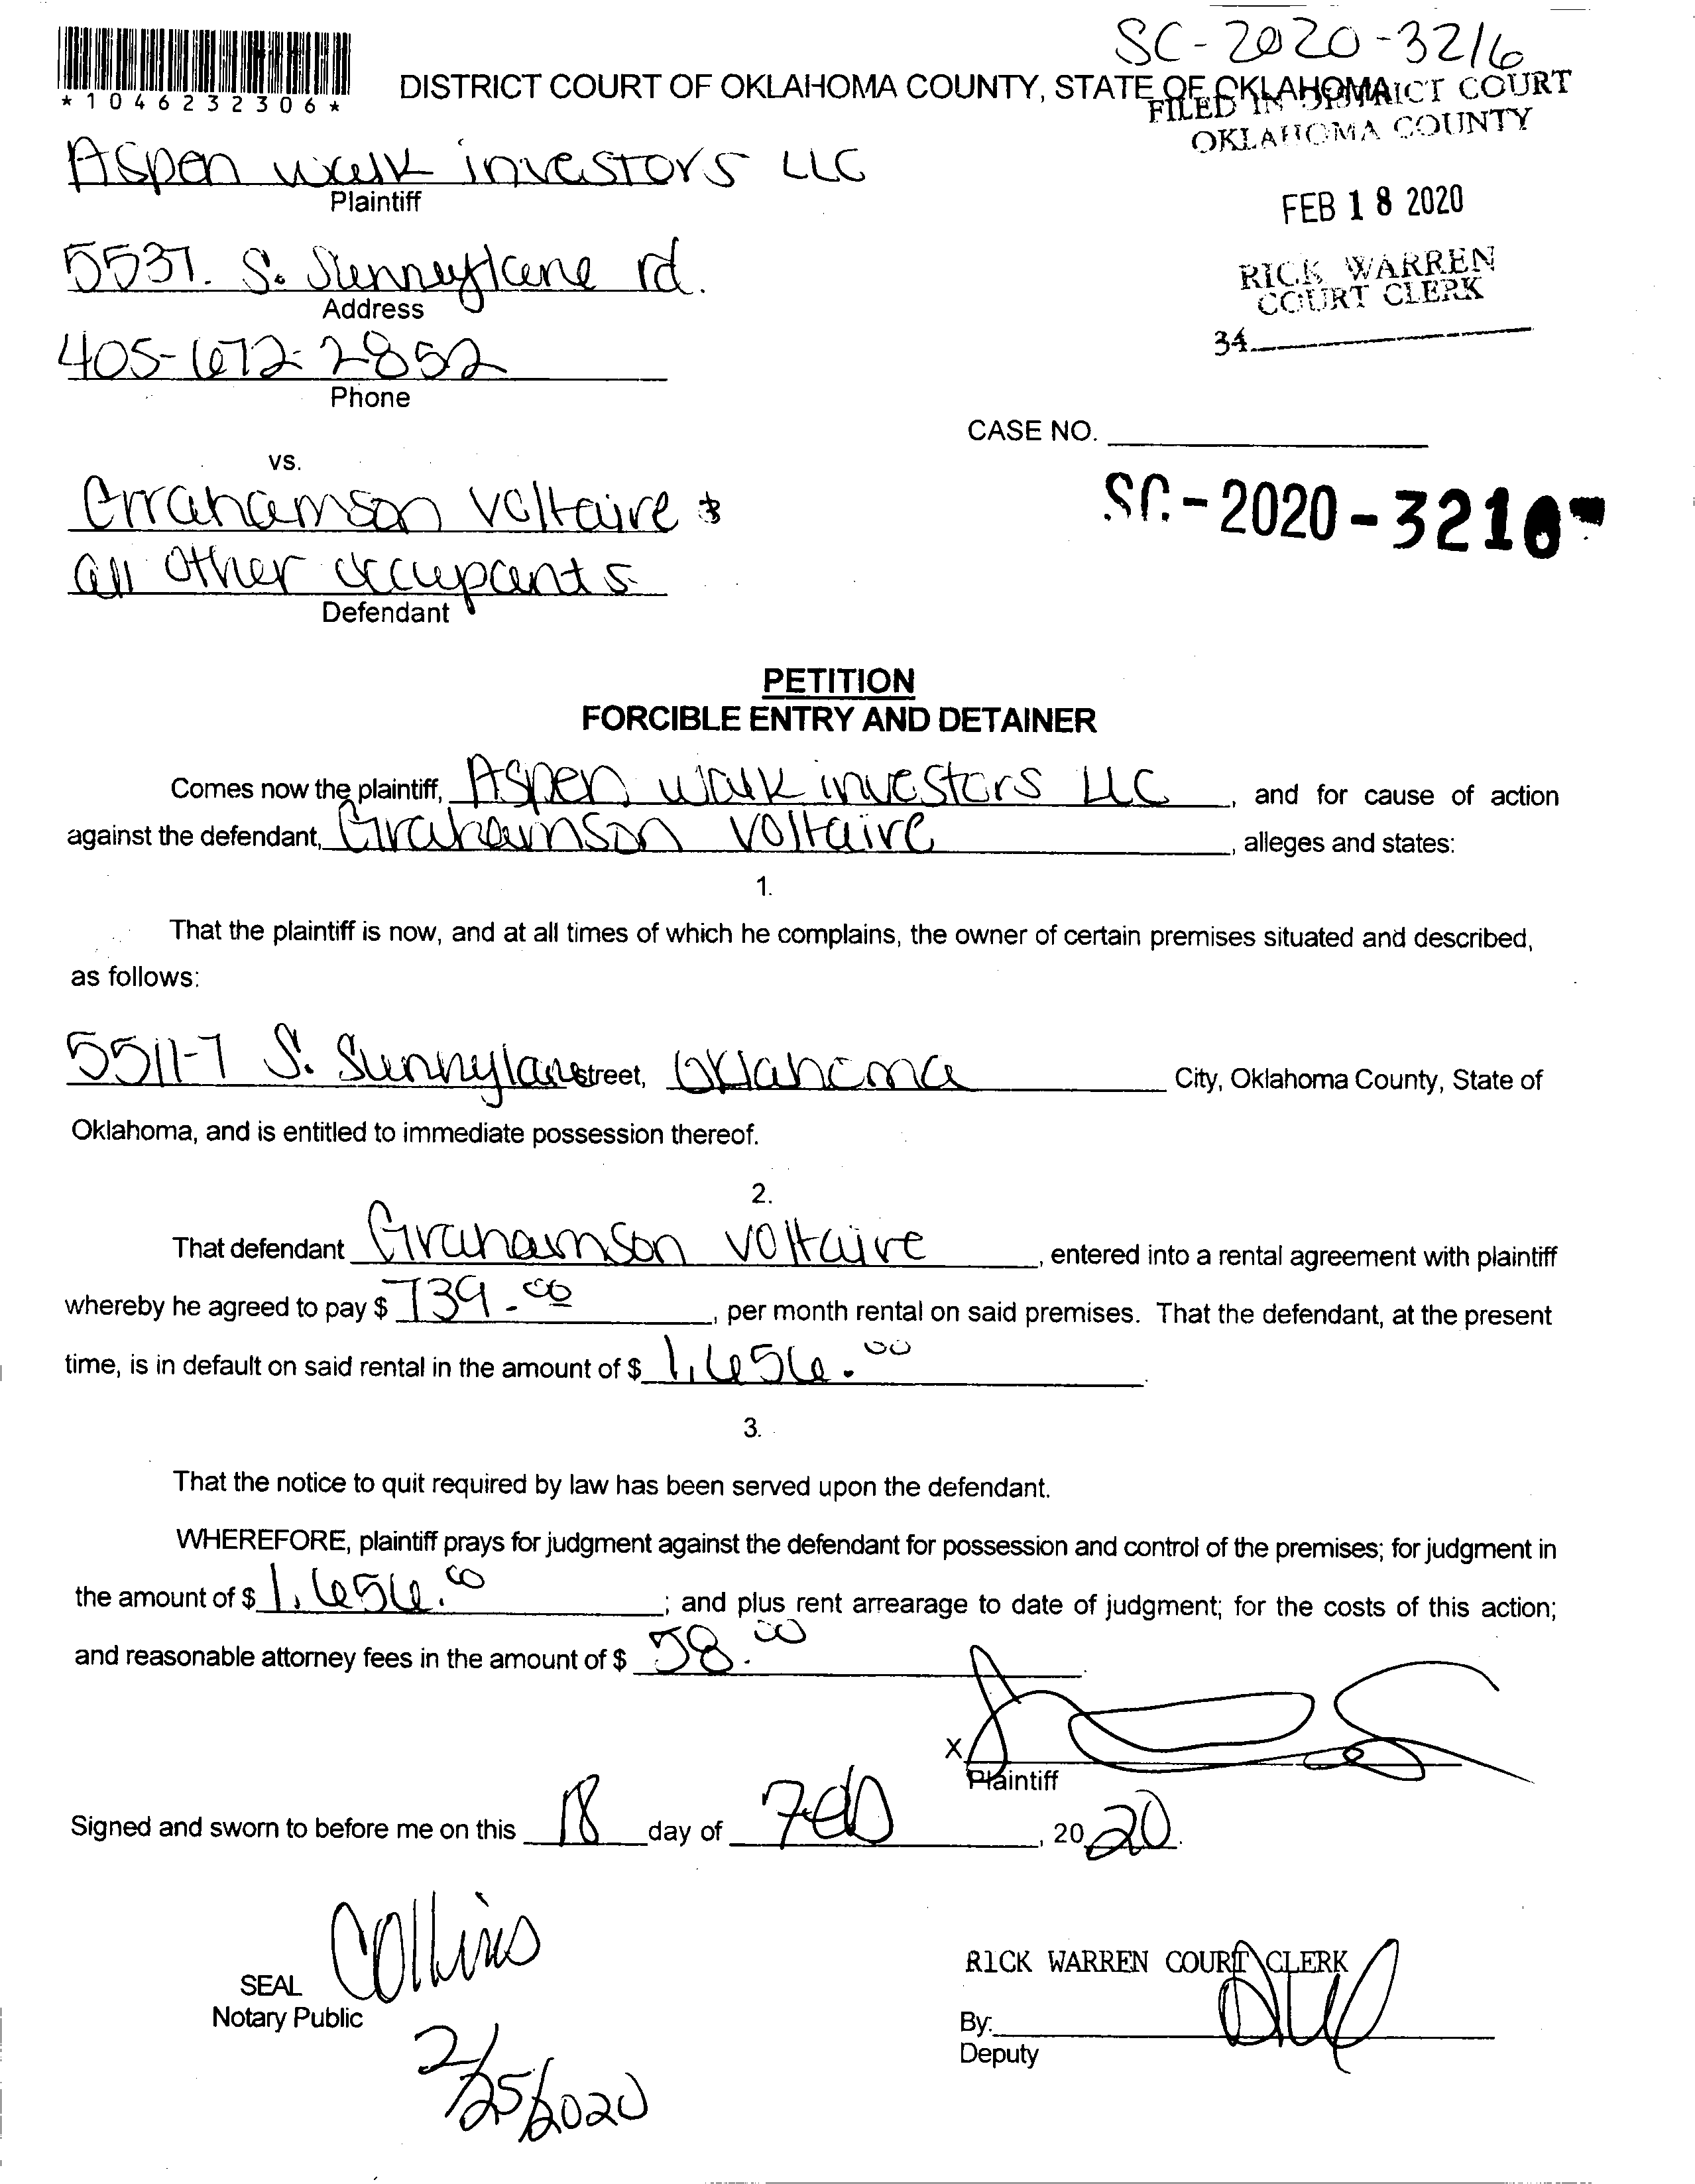 SC-2020-3216
*1046232306*
DISTRICT COURT OF OKLAHOMA COUNTY, STATE OF OKLAHOMA
FILED IN DISTRICT COURT
OKLAHOMA COUNTY
Aspen walk investors LLC
Plaintiff
FEB 18 2020
5537. S. Sunnylane rd.
Address
RICK WARREN
COURT CLERK
34
405-672-2852
Phone
CASE NO.
vs.
Grahamson Voltaire &
SC-2020-3216
all other occupants
Defendant
PETITION
FORCIBLE ENTRY AND DETAINER
Comes now the plaintiff, Aspen walk investors LLC, and for cause of action
against the defendant, Grahamson Voltaire, alleges and states:
1.
That the plaintiff is now, and at all times of which he complains, the owner of certain premises situated and described,
as follows:
5511-7 S. Sunnylane street, Oklahoma City, Oklahoma County, State of
Oklahoma, and is entitled to immediate possession thereof.
2.
That defendant Grahamson Voltaire, entered into a rental agreement with plaintiff
whereby he agreed to pay $ 739.00, per month rental on said premises. That the defendant, at the present
time, is in default on said rental in the amount of $ 1,656.00.
3.
That the notice to quit required by law has been served upon the defendant.
WHEREFORE, plaintiff prays for judgment against the defendant for possession and control of the premises; for judgment in
the amount of $ 1,656.00; and plus rent arrearage to date of judgment; for the costs of this action;
and reasonable attorney fees in the amount of $ 58.00.
X
Plaintiff
Signed and sworn to before me on this 18 day of Feb, 2020.
Collins
SEAL
Notary Public
RICK WARREN COURT CLERK
By:
Deputy
2/25/2020